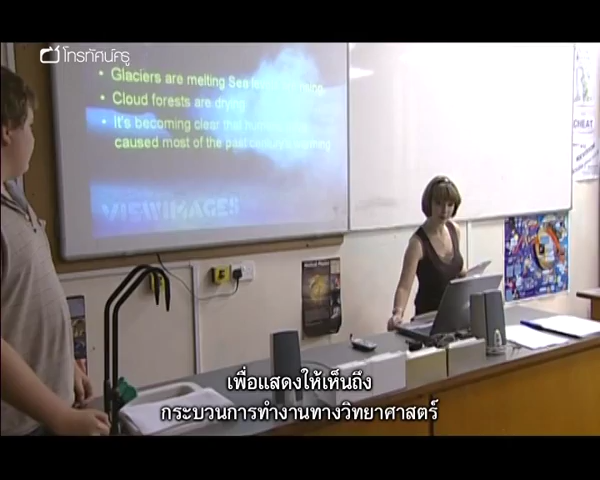 โทรทัศน์ครู
• Glaciers are melting Sea
• Cloud forests are drying
• It's becoming clear that
caused most of the past century's warming
VIEWIMAGES
CHEAT
เพื่อแสดงให้เห็นถึง
กระบวนการทำงานทางวิทยาศาสตร์